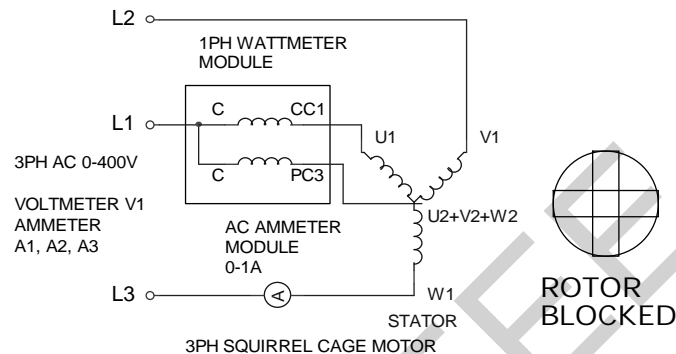 L2
1PH WATTMETER
MODULE
C CC1
L1
U1 V1
3PH AC 0-400V
C PC3
VOLTMETER V1
AMMETER
A1, A2, A3
U2+V2+W2
AC AMMETER
MODULE
0-1A
L3 A W1
STATOR
3PH SQUIRREL CAGE MOTOR
ROTOR
BLOCKED